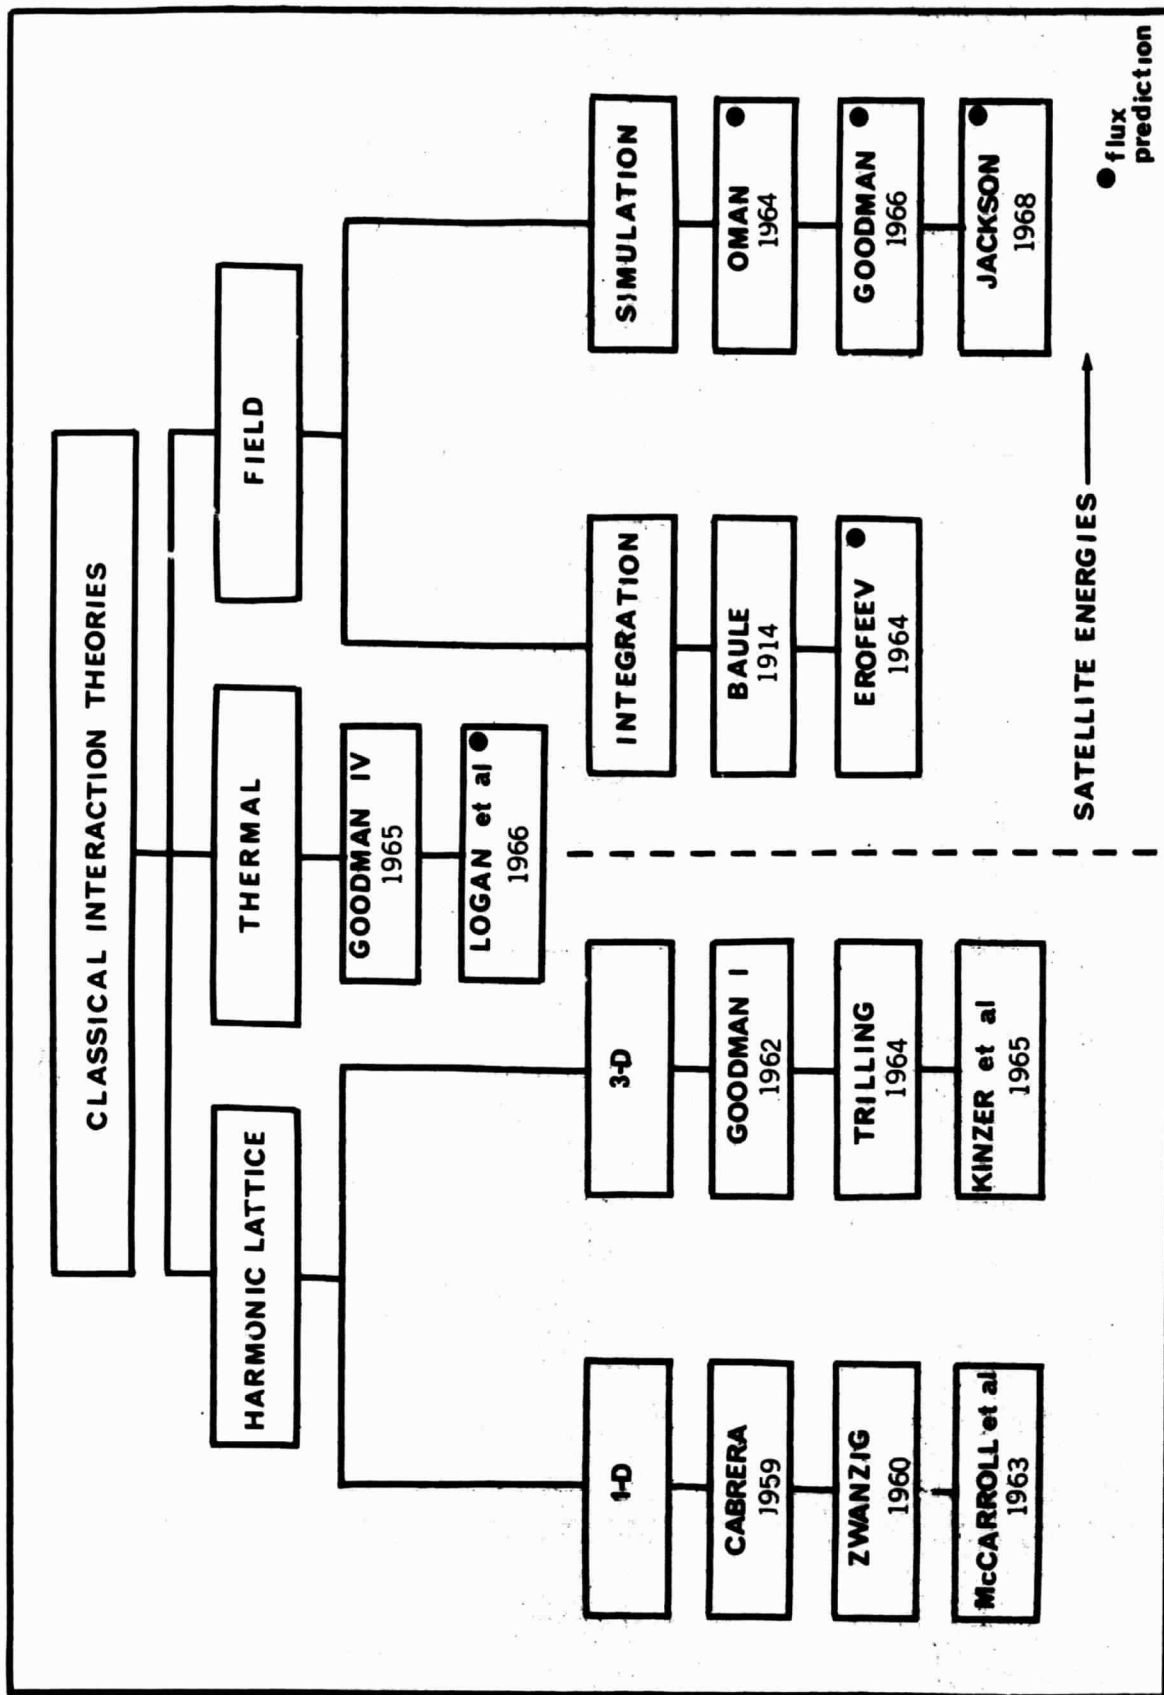 CLASSICAL INTERACTION THEORIES
HARMONIC LATTICE
THERMAL
FIELD
GOODMAN IV
1965
LOGAN et al
1966
1-D
CABRERA
1959
ZWANZIG
1960
McCARROLL et al
1963
3-D
GOODMAN I
1962
TRILLING
1964
KINZER et al
1965
INTEGRATION
BAULE
1914
EROFEEV
1964
SIMULATION
OMAN
1964
GOODMAN
1966
JACKSON
1968
SATELLITE ENERGIES
flux
prediction